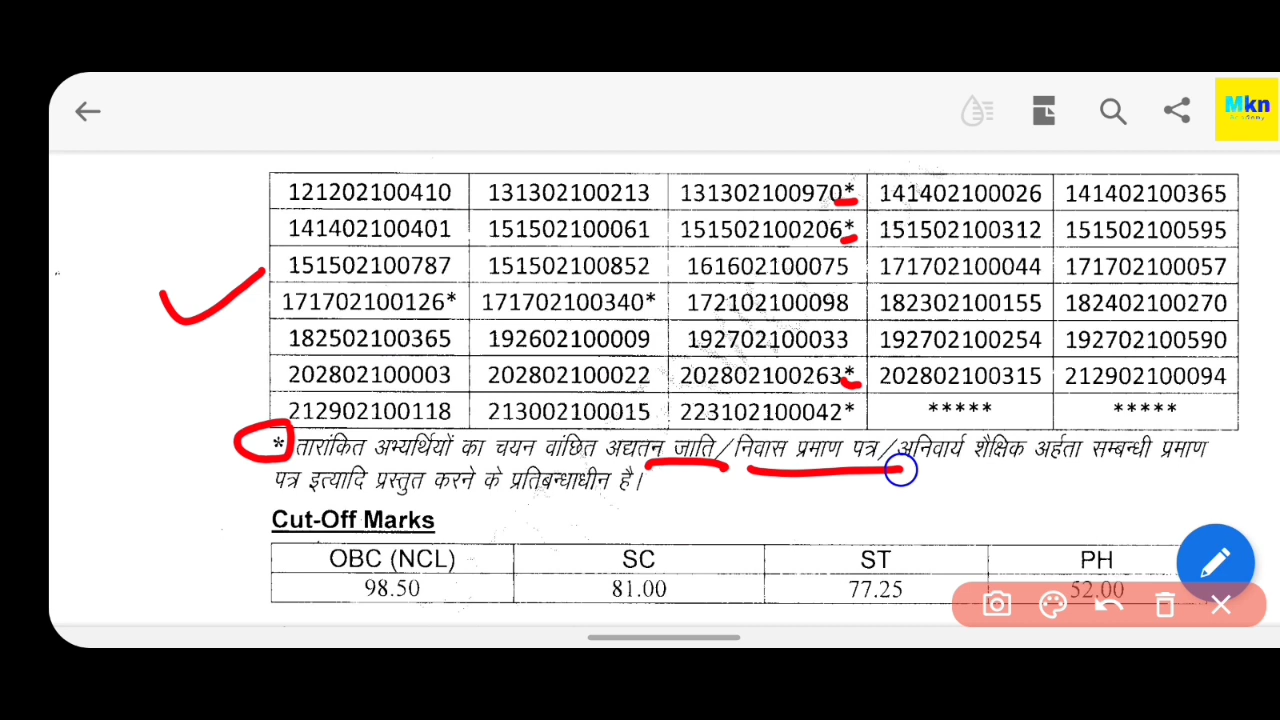 Mkn
121202100410 131302100213 131302100970* 141402100026 141402100365
141402100401 151502100061 151502100206* 151502100312 151502100595
151502100787 151502100852 161602100075 171702100044 171702100057
171702100126* 171702100340* 172102100098 182302100155 182402100270
182502100365 192602100009 192702100033 192702100254 192702100590
202802100003 202802100022 202802100263* 202802100315 212902100094
212902100118 213002100015 223102100042* ***** *****
* तारांकित अभ्यर्थियों का चयन वांछित अद्यतन जाति/निवास प्रमाण पत्र/अनिवार्य शैक्षिक अर्हता सम्बन्धी प्रमाण
पत्र इत्यादि प्रस्तुत करने के प्रतिबन्धाधीन है।
Cut-Off Marks
OBC (NCL) SC ST PH
98.50 81.00 77.25 52.00